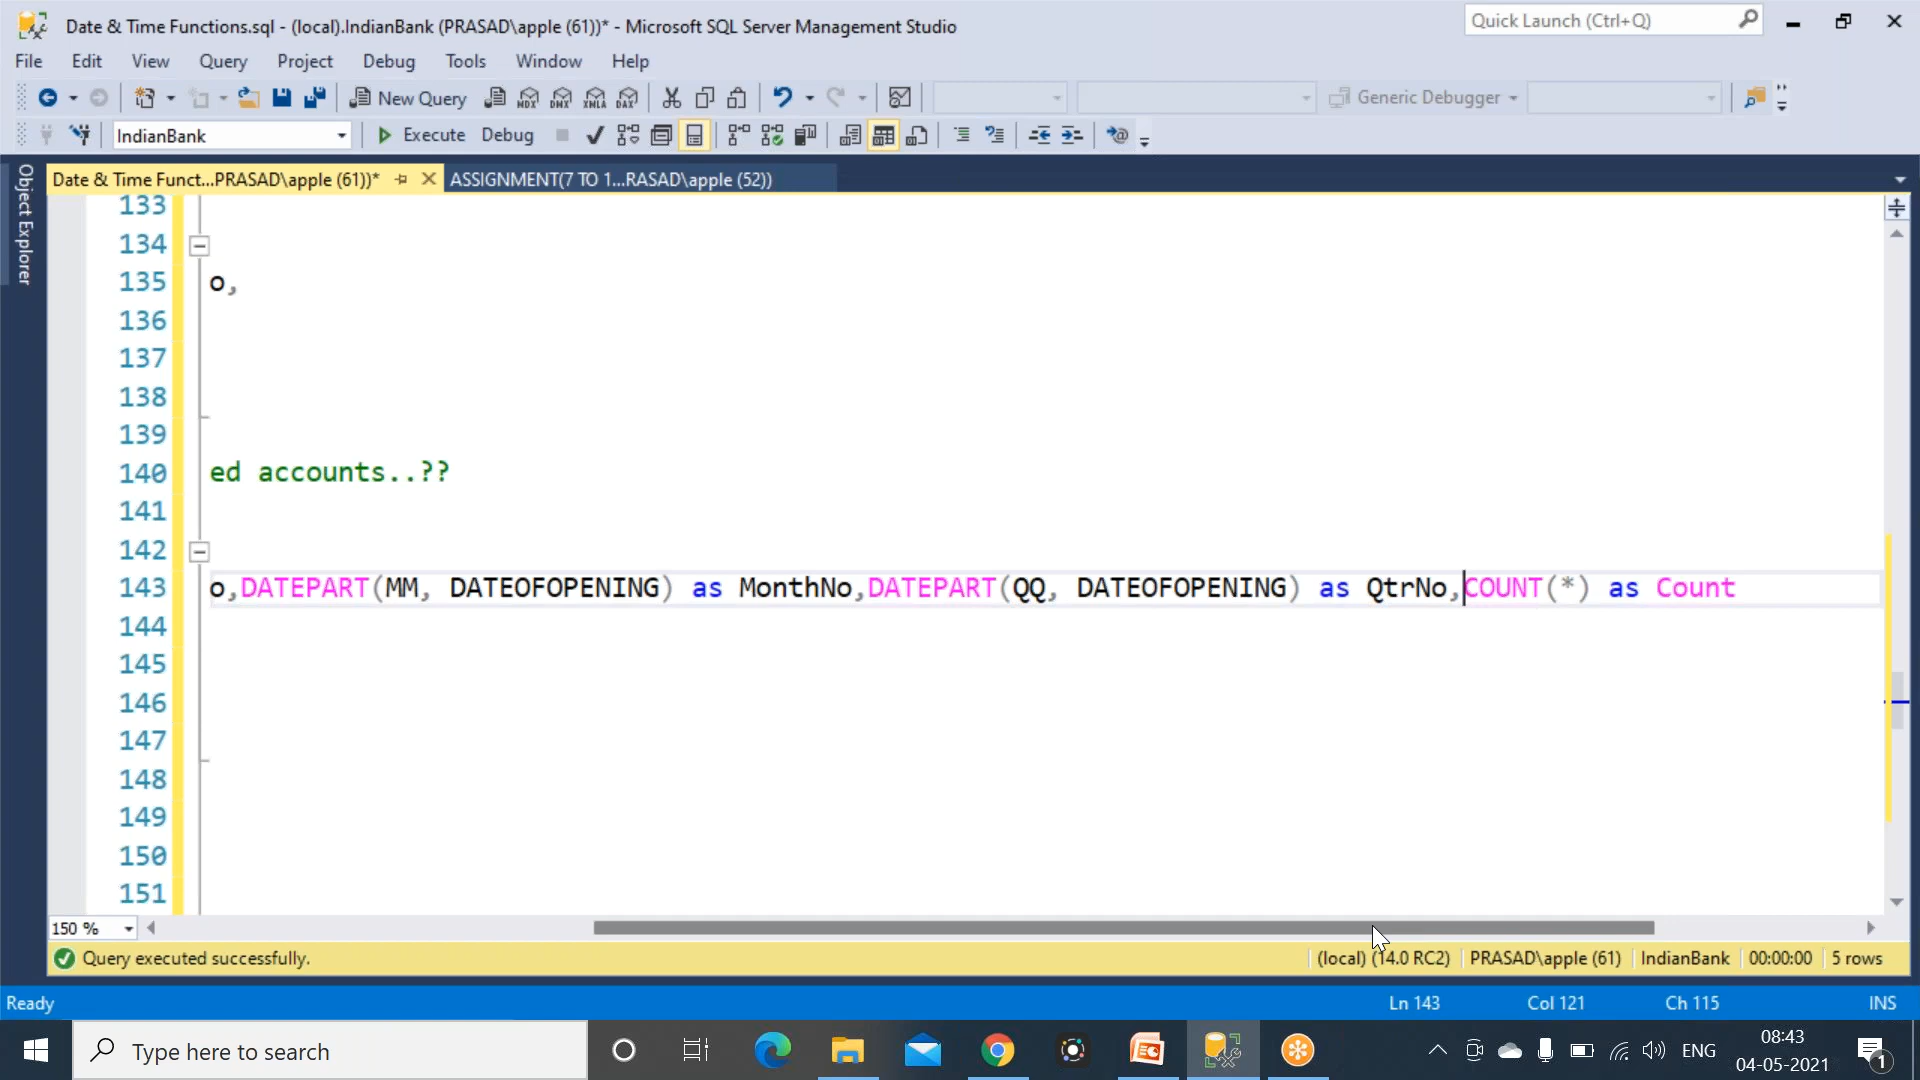 Date & Time Functions.sql - (local).IndianBank (PRASAD\apple (61))* - Microsoft SQL Server Management Studio
Quick Launch (Ctrl+Q)
File Edit View Query Project Debug Tools Window Help
New Query
MDX DMX XMLA DAX
Generic Debugger
IndianBank
Execute Debug
Object Explorer
Date & Time Funct...PRASAD\apple (61))* ASSIGNMENT(7 TO 1...RASAD\apple (52))
133
134
135 o,
136
137
138
139
140 ed accounts..??
141
142
143 o,DATEPART(MM, DATEOFOPENING) as MonthNo,DATEPART(QQ, DATEOFOPENING) as QtrNo,COUNT(*) as Count
144
145
146
147
148
149
150
151
150 %
Query executed successfully. (local) (14.0 RC2) PRASAD\apple (61) IndianBank 00:00:00 5 rows
Ready Ln 143 Col 121 Ch 115 INS
Type here to search
ENG
08:43
04-05-2021
1